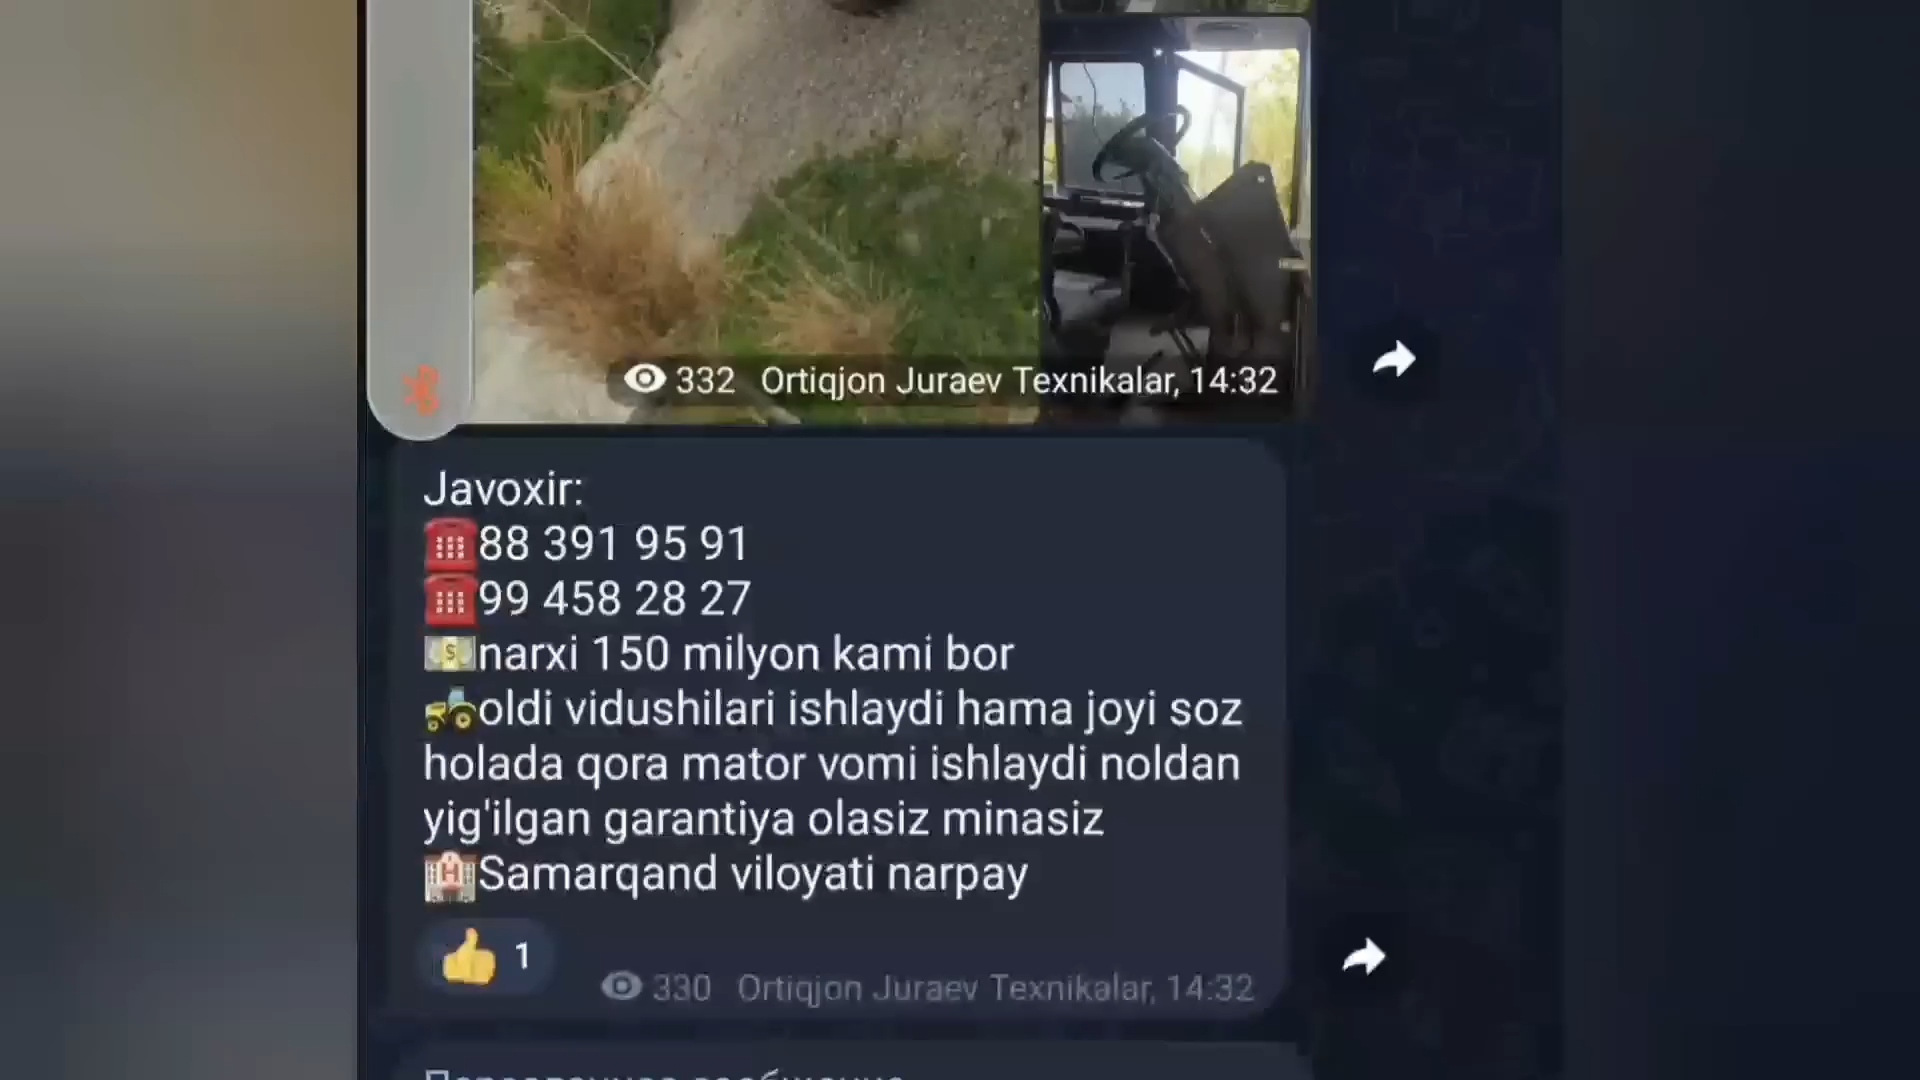 332 Ortiqjon Juraev Texnikalar, 14:32
Javoxir:
88 391 95 91
99 458 28 27
narxi 150 milyon kami bor
oldi vidushilari ishlaydi hama joyi soz
holada qora mator vomi ishlaydi noldan
yig'ilgan garantiya olasiz minasiz
Samarqand viloyati narpay
1
330 Ortiqjon Juraev Texnikalar, 14:32